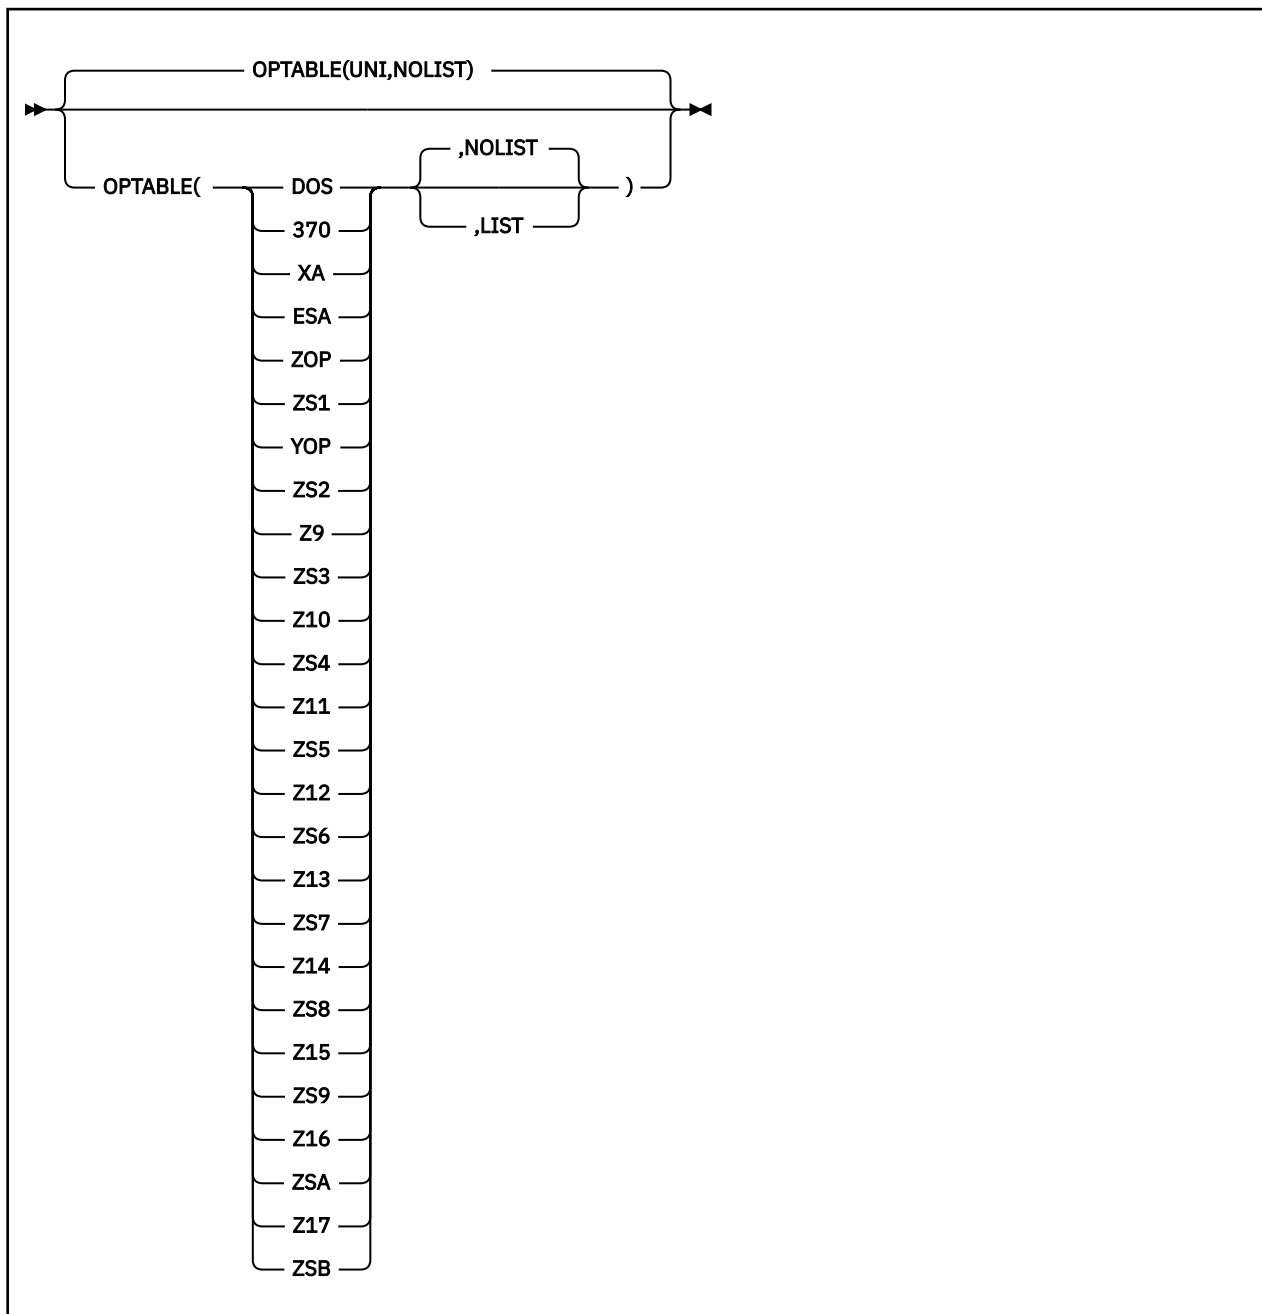 OPTABLE(UNI,NOLIST)
,NOLIST
OPTABLE( DOS )
,LIST
370
XA
ESA
ZOP
ZS1
YOP
ZS2
Z9
ZS3
Z10
ZS4
Z11
ZS5
Z12
ZS6
Z13
ZS7
Z14
ZS8
Z15
ZS9
Z16
ZSA
Z17
ZSB